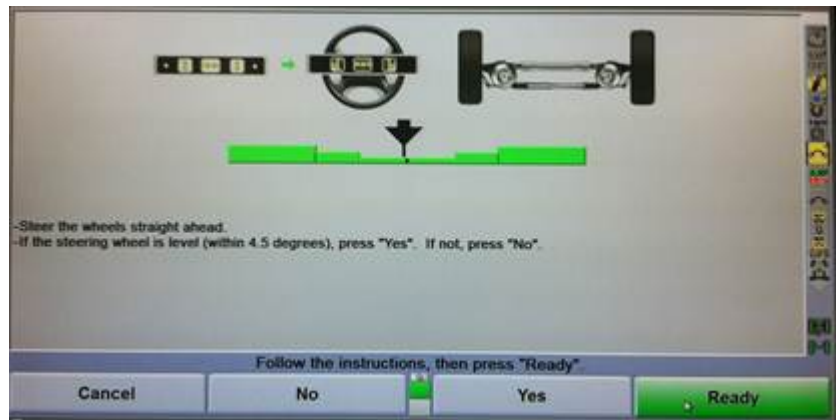 -Steer the wheels straight ahead.
-If the steering wheel is level (within 4.5 degrees), press "Yes". If not, press "No".
Follow the instructions, then press "Ready".
Cancel
No
Yes
Ready